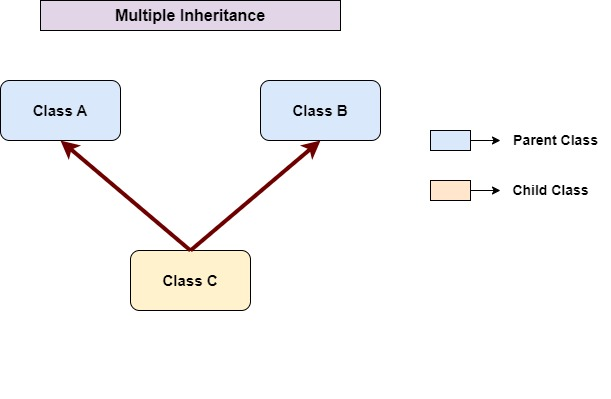 Multiple Inheritance
Class A
Class B
Parent Class
Child Class
Class C